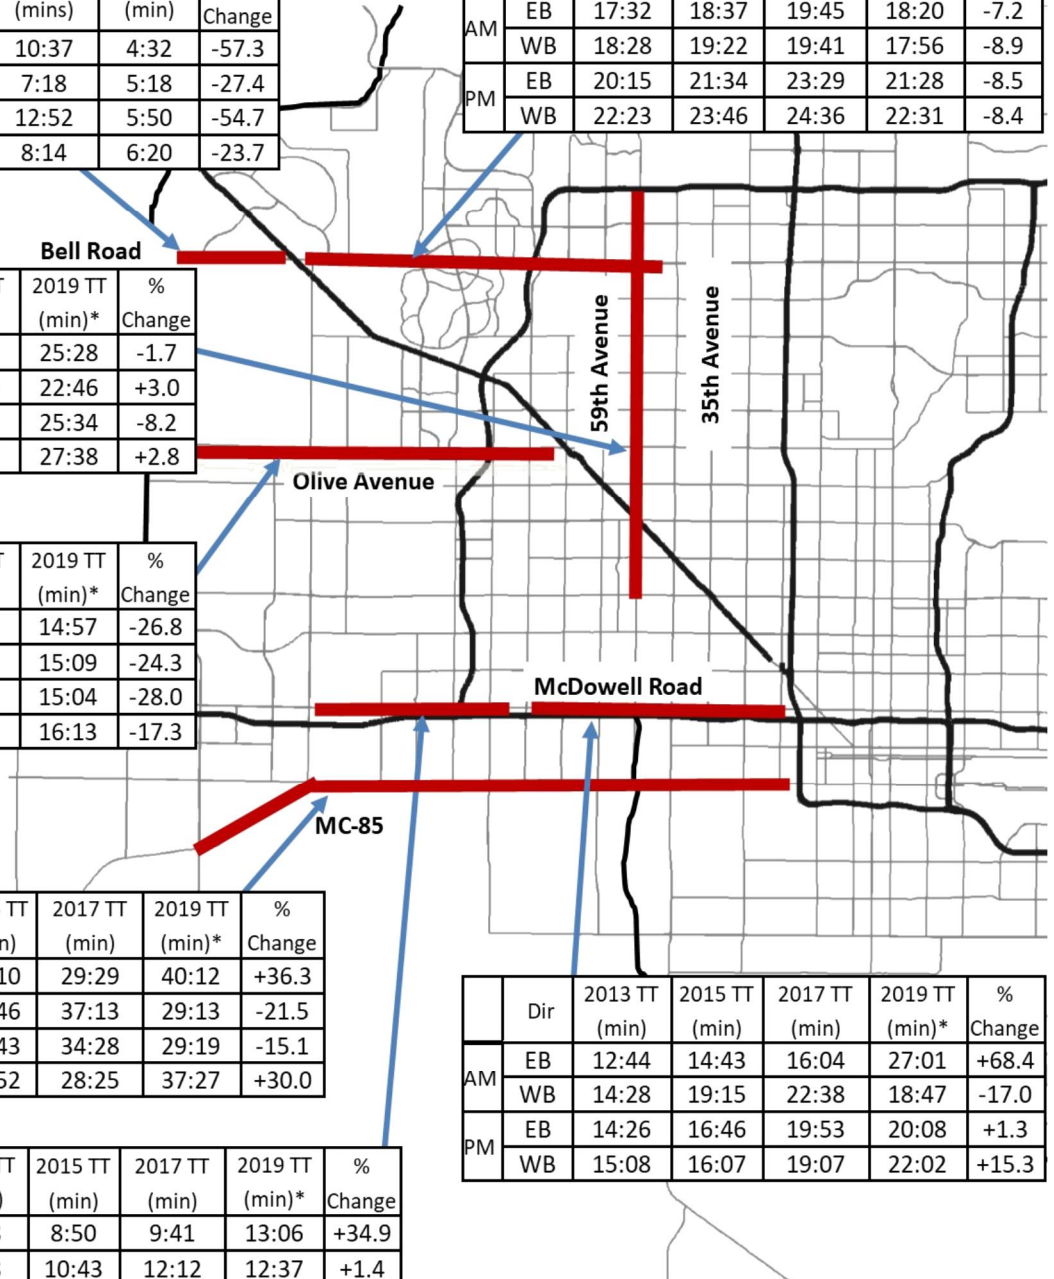 (mins) (min) Change
10:37 4:32 -57.3
7:18 5:18 -27.4
12:52 5:50 -54.7
8:14 6:20 -23.7
AM EB 17:32 18:37 19:45 18:20 -7.2
WB 18:28 19:22 19:41 17:56 -8.9
PM EB 20:15 21:34 23:29 21:28 -8.5
WB 22:23 23:46 24:36 22:31 -8.4
Bell Road
2019 TT %
(min)* Change
25:28 -1.7
22:46 +3.0
25:34 -8.2
27:38 +2.8
59th Avenue
35th Avenue
Olive Avenue
2019 TT %
(min)* Change
14:57 -26.8
15:09 -24.3
15:04 -28.0
16:13 -17.3
McDowell Road
MC-85
TT 2017 TT 2019 TT %
n) (min) (min)* Change
10 29:29 40:12 +36.3
46 37:13 29:13 -21.5
43 34:28 29:19 -15.1
52 28:25 37:27 +30.0
Dir 2013 TT 2015 TT 2017 TT 2019 TT %
(min) (min) (min) (min)* Change
AM EB 12:44 14:43 16:04 27:01 +68.4
WB 14:28 19:15 22:38 18:47 -17.0
PM EB 14:26 16:46 19:53 20:08 +1.3
WB 15:08 16:07 19:07 22:02 +15.3
2015 TT 2017 TT 2019 TT %
(min) (min) (min)* Change
8:50 9:41 13:06 +34.9
10:43 12:12 12:37 +1.4